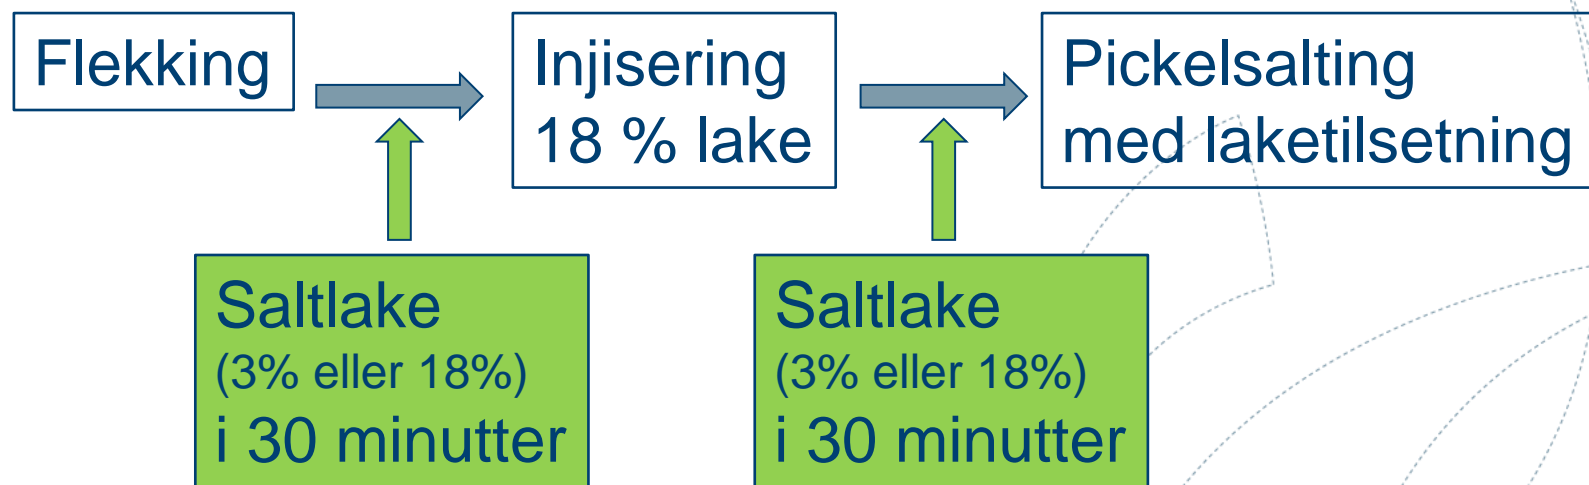 Flekking
Injisering
18 % lake
Pickelsalting
med laketilsetning
Saltlake
(3% eller 18%)
i 30 minutter
Saltlake
(3% eller 18%)
i 30 minutter